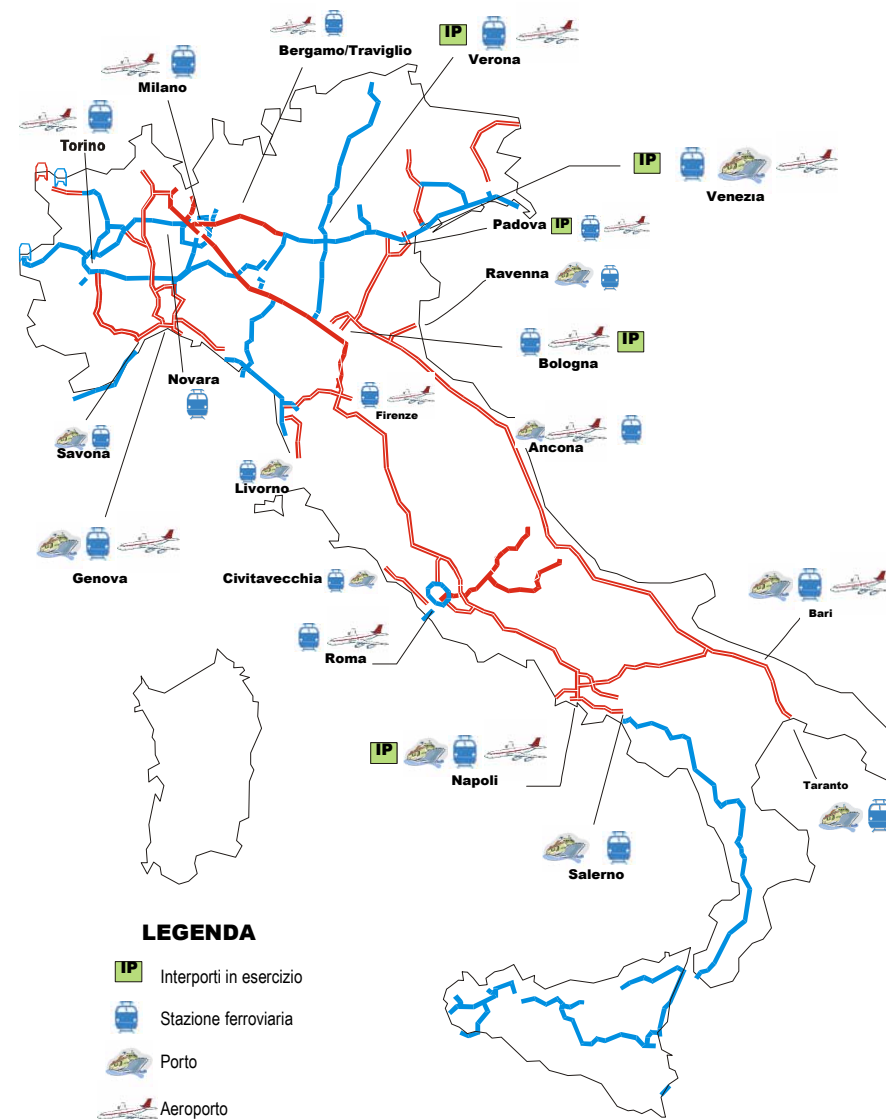 Bergamo/Traviglio
IP
Verona
Milano
Torino
IP
Venezia
Padova
IP
Ravenna
IP
Bologna
Novara
Firenze
Savona
Ancona
Livorno
Genova
Civitavecchia
Bari
Roma
IP
Napoli
Taranto
Salerno
LEGENDA
IP
Interporti in esercizio
Stazione ferroviaria
Porto
Aeroporto